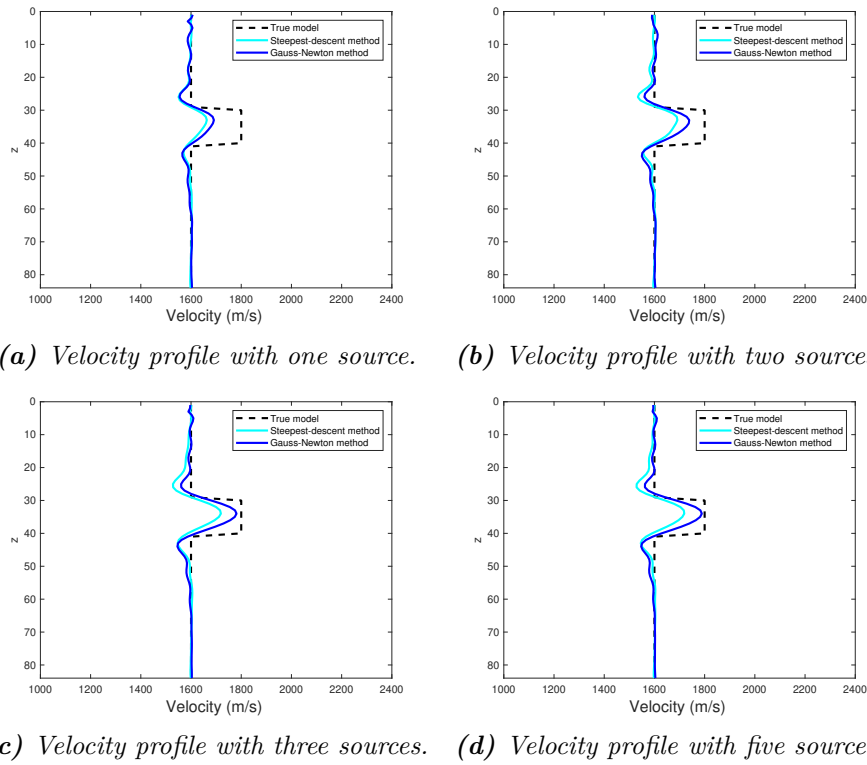 True model
Steepest-descent method
Gauss-Newton method
0
10
20
30
40
50
60
70
80
z
1000 1200 1400 1600 1800 2000 2200 2400
Velocity (m/s)
(a) Velocity profile with one source.
True model
Steepest-descent method
Gauss-Newton method
0
10
20
30
40
50
60
70
80
z
1000 1200 1400 1600 1800 2000 2200 2400
Velocity (m/s)
(b) Velocity profile with two source
True model
Steepest-descent method
Gauss-Newton method
0
10
20
30
40
50
60
70
80
z
1000 1200 1400 1600 1800 2000 2200 2400
Velocity (m/s)
c) Velocity profile with three sources.
True model
Steepest-descent method
Gauss-Newton method
0
10
20
30
40
50
60
70
80
z
1000 1200 1400 1600 1800 2000 2200 2400
Velocity (m/s)
(d) Velocity profile with five source